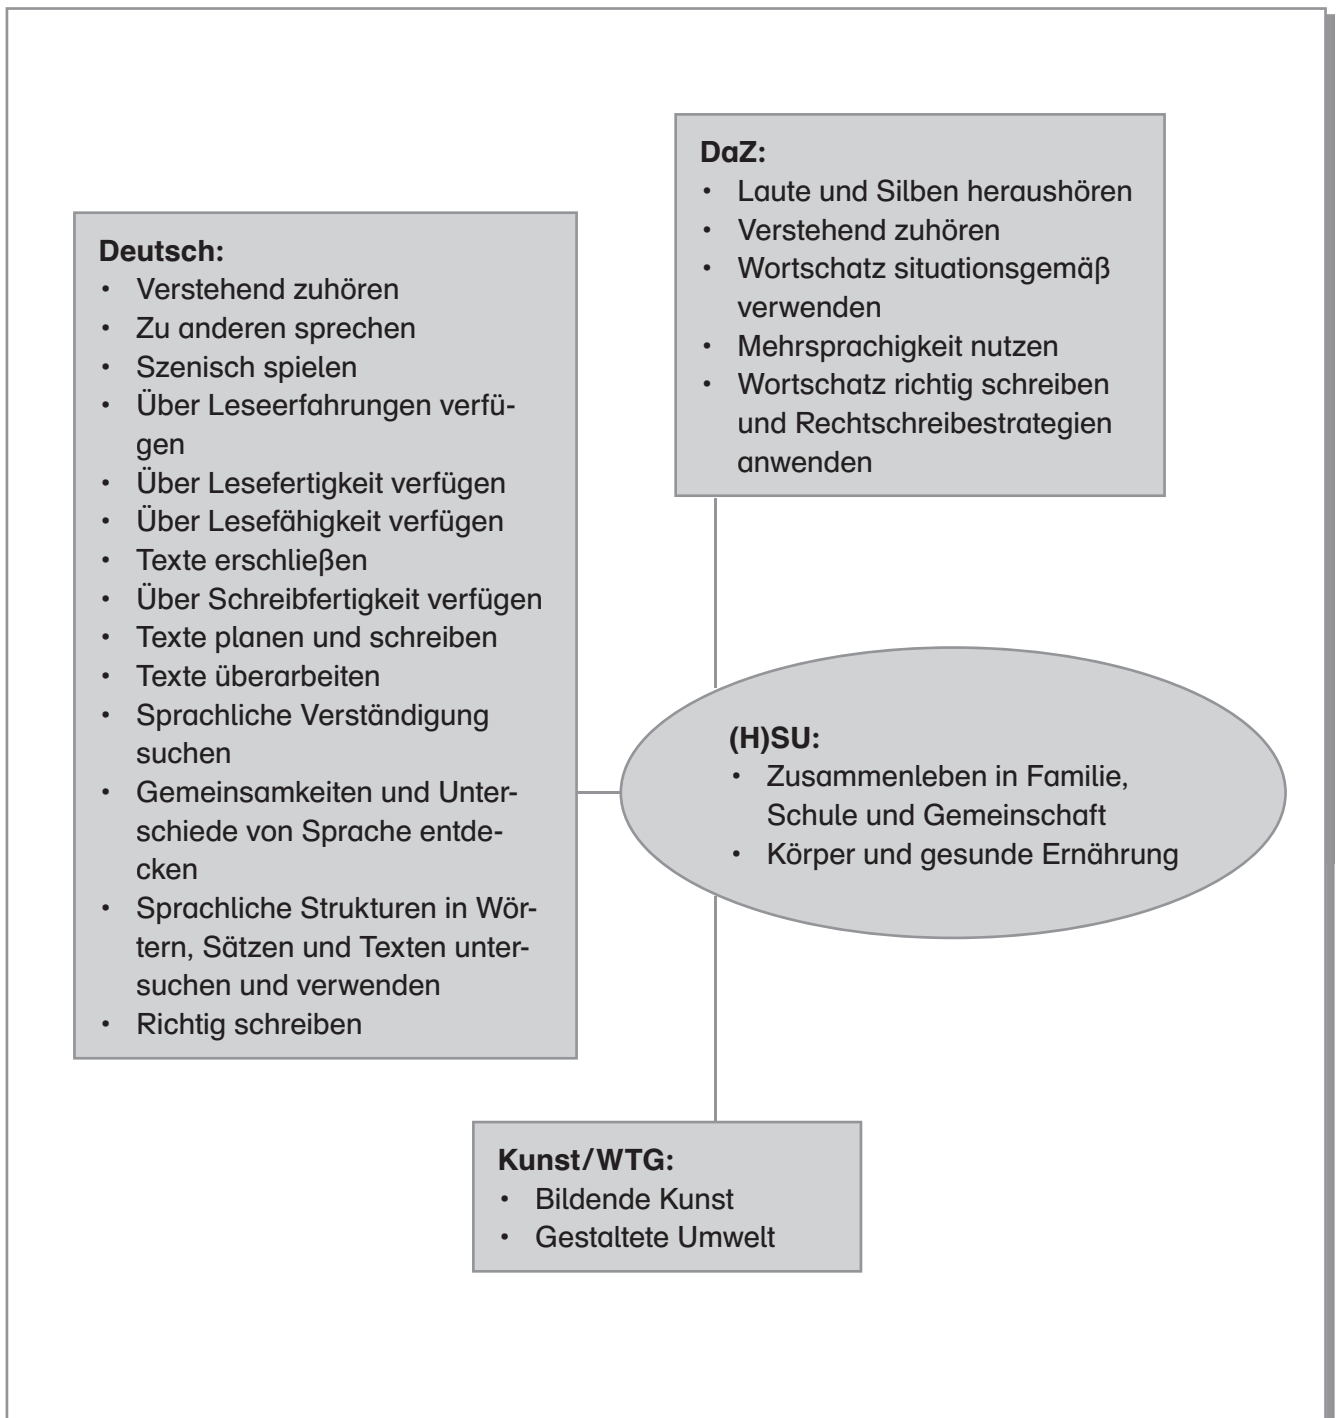 DaZ:
• Laute und Silben heraushören
• Verstehend zuhören
• Wortschatz situationsgemäß
verwenden
• Mehrsprachigkeit nutzen
• Wortschatz richtig schreiben
und Rechtschreibestrategien
anwenden
Deutsch:
• Verstehend zuhören
• Zu anderen sprechen
• Szenisch spielen
• Über Leseerfahrungen verfü-
gen
• Über Lesefertigkeit verfügen
• Über Lesefähigkeit verfügen
• Texte erschließen
• Über Schreibfertigkeit verfügen
• Texte planen und schreiben
• Texte überarbeiten
• Sprachliche Verständigung
suchen
• Gemeinsamkeiten und Unter-
schiede von Sprache entde-
cken
• Sprachliche Strukturen in Wör-
tern, Sätzen und Texten unter-
suchen und verwenden
• Richtig schreiben
(H)SU:
• Zusammenleben in Familie,
Schule und Gemeinschaft
• Körper und gesunde Ernährung
Kunst/WTG:
• Bildende Kunst
• Gestaltete Umwelt